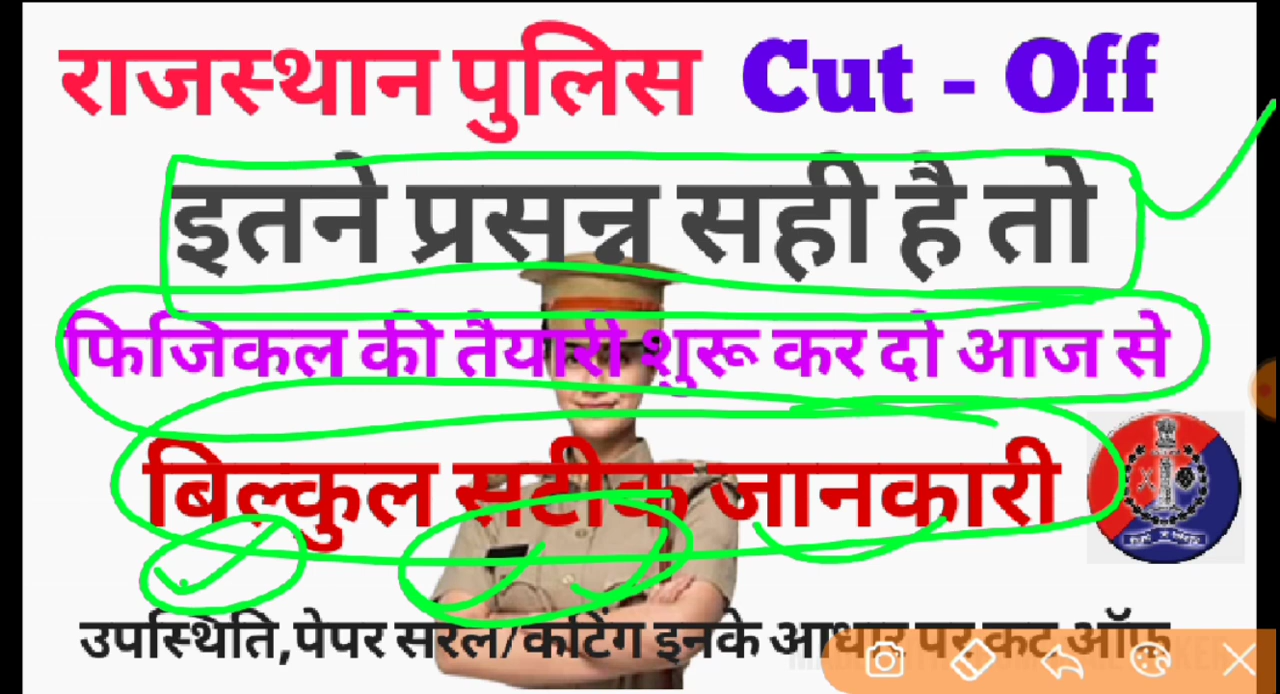 राजस्थान पुलिस Cut - Off
इतने प्रसन्न सही है तो
फिजिकल की तैयारी शुरू कर दो आज से
बिल्कुल सटीक जानकारी
उपस्थिति,पेपर सरल/कटिंग इनके आधार पर कट ऑफ